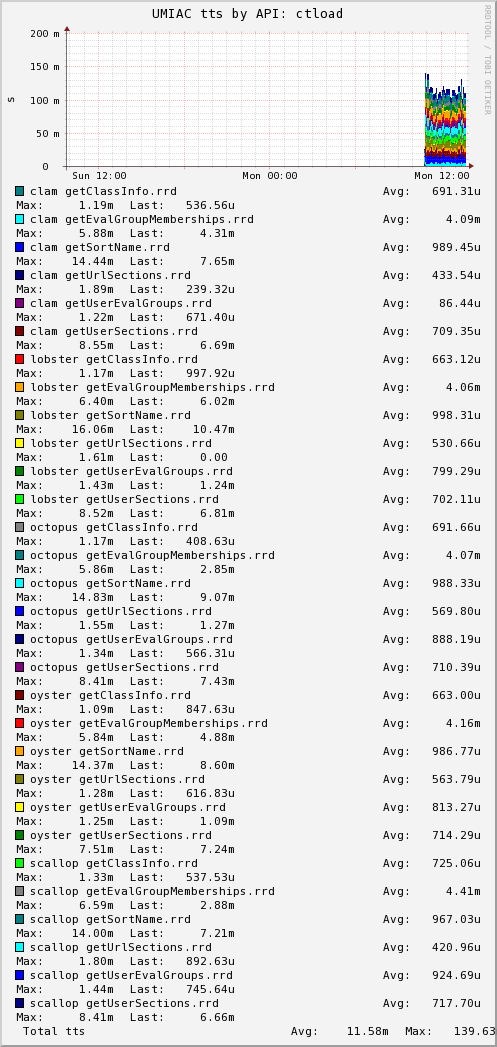 UMIAC tts by API: ctload
RRDTOOL / TOBI OETIKER
200 m
150 m
100 m
50 m
0
s
Sun 12:00 Mon 00:00 Mon 12:00
clam getClassInfo.rrd Avg: 691.31u
Max: 1.19m Last: 536.56u
clam getEvalGroupMemberships.rrd Avg: 4.09m
Max: 5.88m Last: 4.31m
clam getSortName.rrd Avg: 989.45u
Max: 14.44m Last: 7.65m
clam getUrlSections.rrd Avg: 433.54u
Max: 1.89m Last: 239.32u
clam getUserEvalGroups.rrd Avg: 86.44u
Max: 1.22m Last: 671.40u
clam getUserSections.rrd Avg: 709.35u
Max: 8.55m Last: 6.69m
lobster getClassInfo.rrd Avg: 663.12u
Max: 1.17m Last: 997.92u
lobster getEvalGroupMemberships.rrd Avg: 4.06m
Max: 6.40m Last: 6.02m
lobster getSortName.rrd Avg: 998.31u
Max: 16.06m Last: 10.47m
lobster getUrlSections.rrd Avg: 530.66u
Max: 1.61m Last: 0.00
lobster getUserEvalGroups.rrd Avg: 799.29u
Max: 1.43m Last: 1.24m
lobster getUserSections.rrd Avg: 702.11u
Max: 8.52m Last: 6.81m
octopus getClassInfo.rrd Avg: 691.66u
Max: 1.17m Last: 408.63u
octopus getEvalGroupMemberships.rrd Avg: 4.07m
Max: 5.86m Last: 2.85m
octopus getSortName.rrd Avg: 988.33u
Max: 14.83m Last: 9.07m
octopus getUrlSections.rrd Avg: 569.80u
Max: 1.55m Last: 1.27m
octopus getUserEvalGroups.rrd Avg: 888.19u
Max: 1.34m Last: 566.31u
octopus getUserSections.rrd Avg: 710.39u
Max: 8.41m Last: 7.43m
oyster getClassInfo.rrd Avg: 663.00u
Max: 1.09m Last: 847.63u
oyster getEvalGroupMemberships.rrd Avg: 4.16m
Max: 5.84m Last: 4.88m
oyster getSortName.rrd Avg: 986.77u
Max: 14.37m Last: 8.60m
oyster getUrlSections.rrd Avg: 563.79u
Max: 1.28m Last: 616.83u
oyster getUserEvalGroups.rrd Avg: 813.27u
Max: 1.25m Last: 1.09m
oyster getUserSections.rrd Avg: 714.29u
Max: 7.51m Last: 7.24m
scallop getClassInfo.rrd Avg: 725.06u
Max: 1.33m Last: 537.53u
scallop getEvalGroupMemberships.rrd Avg: 4.41m
Max: 6.59m Last: 2.88m
scallop getSortName.rrd Avg: 967.03u
Max: 14.00m Last: 7.21m
scallop getUrlSections.rrd Avg: 420.96u
Max: 1.80m Last: 892.63u
scallop getUserEvalGroups.rrd Avg: 924.69u
Max: 1.44m Last: 745.64u
scallop getUserSections.rrd Avg: 717.70u
Max: 8.41m Last: 6.66m
Total tts Avg: 11.58m Max: 139.63